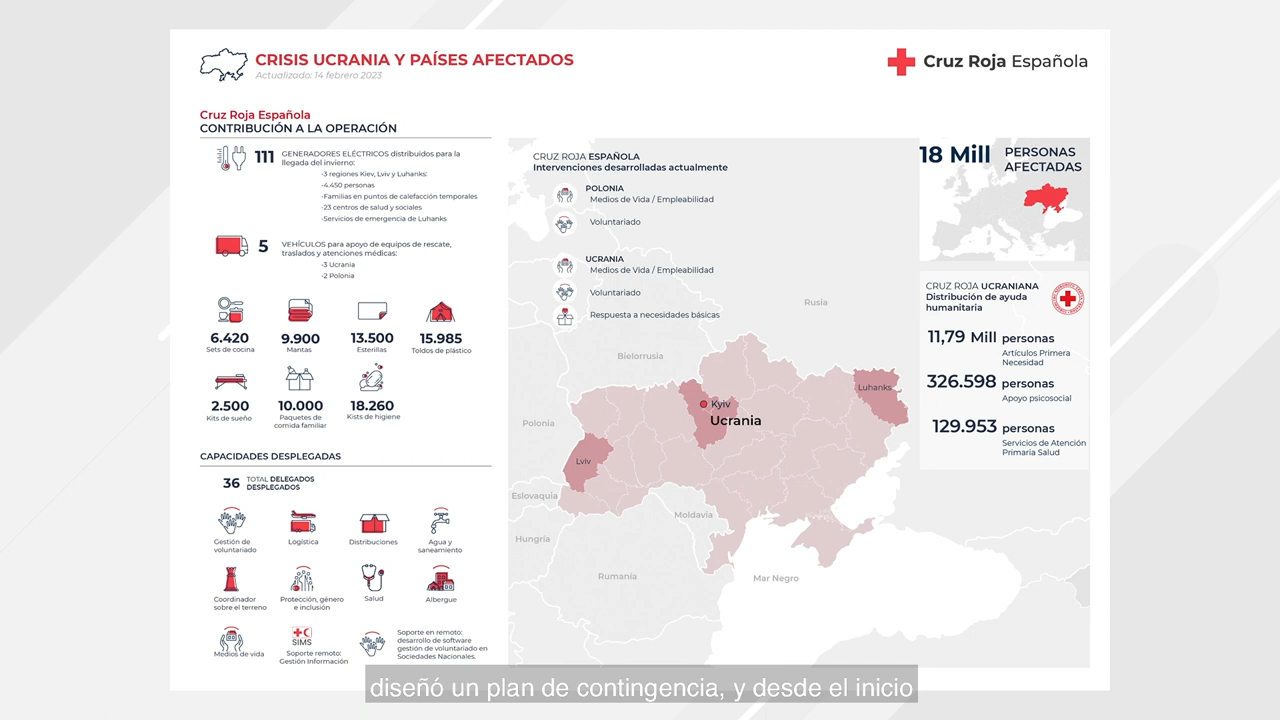 CRISIS UCRANIA Y PAÍSES AFECTADOS
Actualizado: 14 febrero 2023
Cruz Roja Española
Cruz Roja Española
CONTRIBUCIÓN A LA OPERACIÓN
111
GENERADORES ELÉCTRICOS distribuidos para la
llegada del invierno:
-3 regiones Kiev, Lviv y Luhanks:
-4.450 personas
-Familias en puntos de calefacción temporales
-23 centros de salud y sociales
-Servicios de emergencia de Luhanks
5
VEHÍCULOS para apoyo de equipos de rescate,
traslados y atenciones médicas:
-3 Ucrania
-2 Polonia
6.420
Sets de cocina
9.900
Mantas
13.500
Esterillas
15.985
Toldos de plástico
2.500
Kits de sueño
10.000
Paquetes de
comida familiar
18.260
Kists de higiene
CAPACIDADES DESPLEGADAS
36
TOTAL DELEGADOS
DESPLEGADOS
Gestión de
voluntariado
Logística
Distribuciones
Agua y
saneamiento
Coordinador
sobre el terreno
Protección, género
e inclusión
Salud
Albergue
Medios de vida
SIMS
Soporte remoto:
Gestión Información
Soporte en remoto:
desarrollo de software
gestión de voluntariado en
Sociedades Nacionales.
CRUZ ROJA ESPAÑOLA
Intervenciones desarrolladas actualmente
POLONIA
Medios de Vida / Empleabilidad
Voluntariado
UCRANIA
Medios de Vida / Empleabilidad
Voluntariado
Respuesta a necesidades básicas
Rusia
Bielorrusia
Luhanks
Kyiv
Ucrania
Polonia
Lviv
Eslovaquia
Moldavia
Hungría
Rumanía
Mar Negro
18 Mill
PERSONAS
AFECTADAS
CRUZ ROJA UCRANIANA
Distribución de ayuda
humanitaria
11,79 Mill personas
Artículos Primera
Necesidad
326.598 personas
Apoyo psicosocial
129.953 personas
Servicios de Atención
Primaria Salud
diseñó un plan de contingencia, y desde el inicio